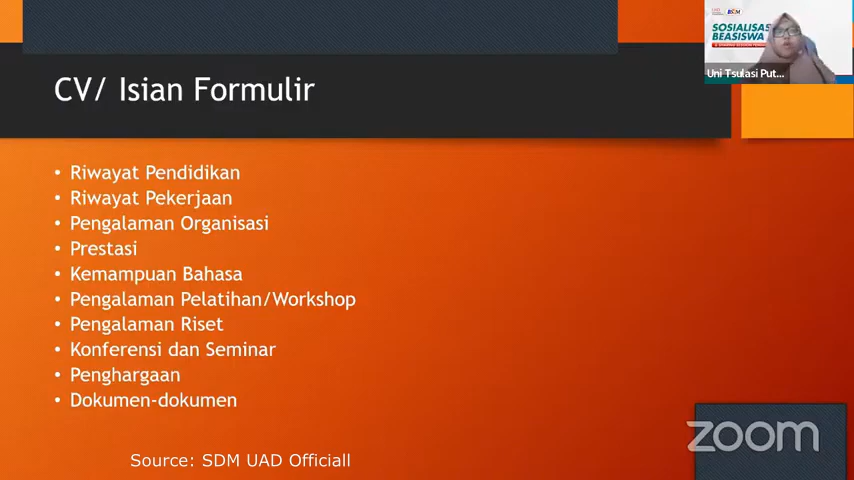 CV/ Isian Formulir
SOSIALISAS
BEASISWA
Uni Tsulasi Put...
• Riwayat Pendidikan
• Riwayat Pekerjaan
• Pengalaman Organisasi
• Prestasi
• Kemampuan Bahasa
• Pengalaman Pelatihan/Workshop
• Pengalaman Riset
• Konferensi dan Seminar
• Penghargaan
• Dokumen-dokumen
zoom
Source: SDM UAD Officiall